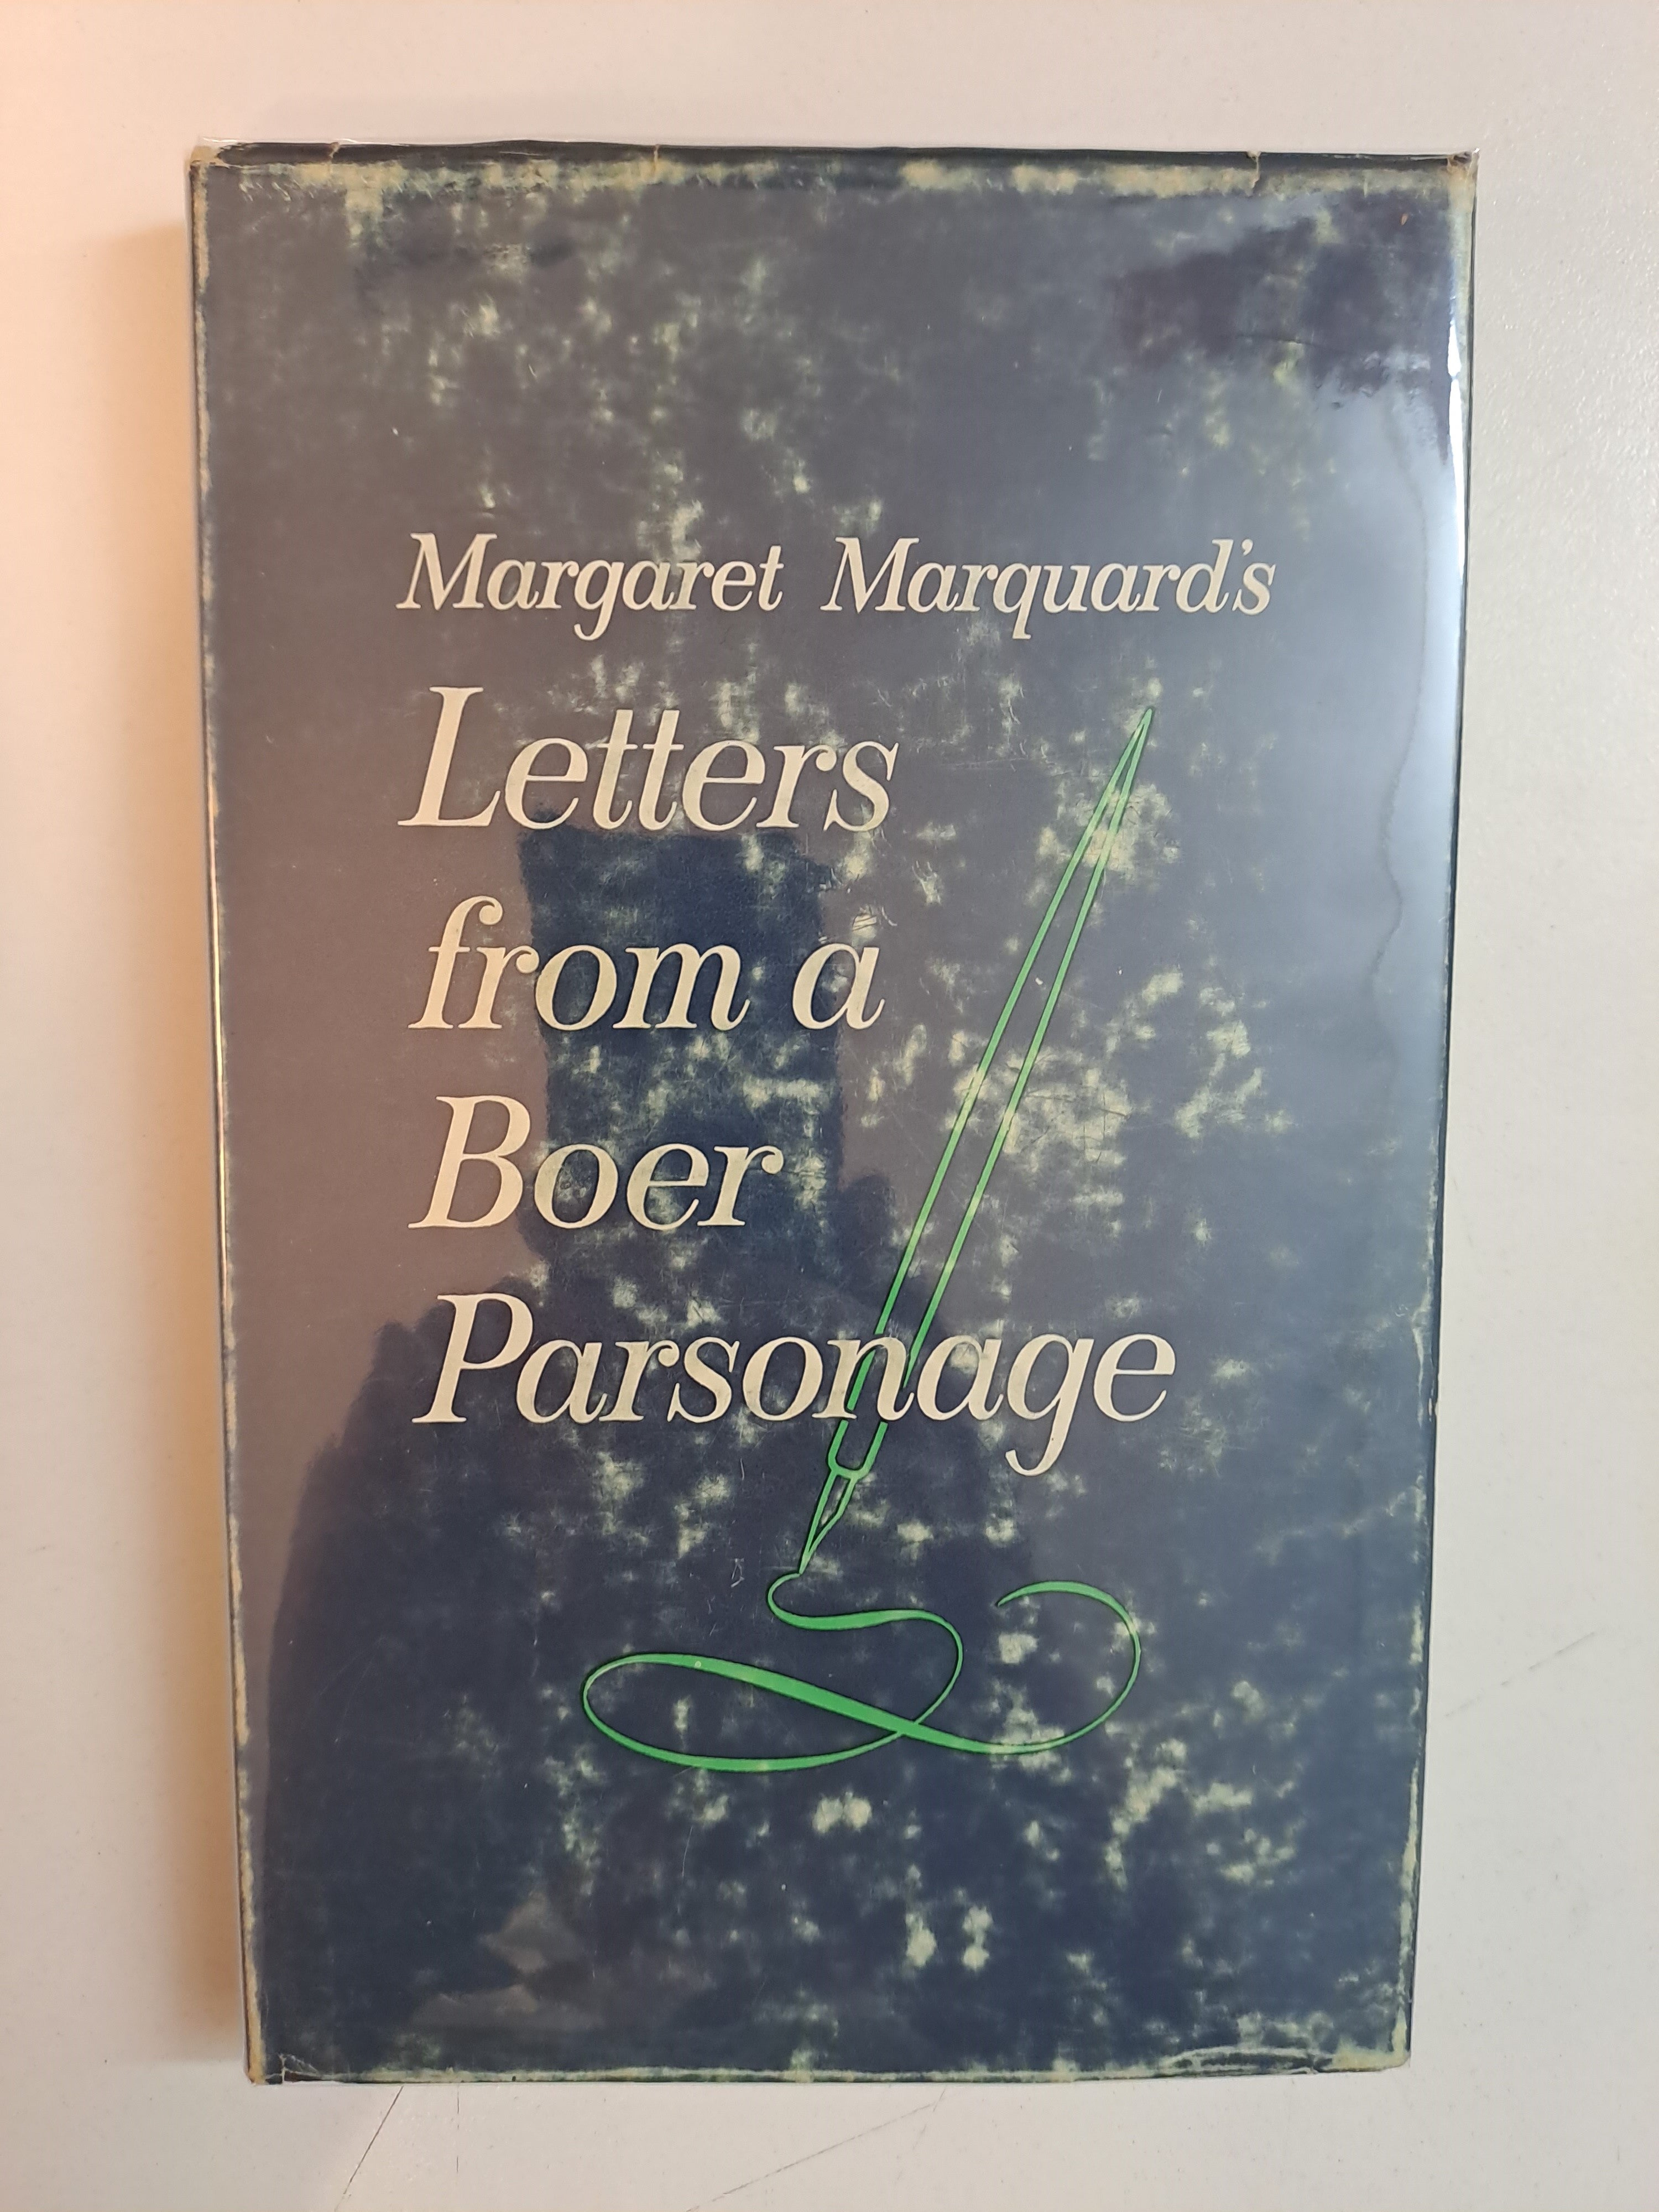 Margaret Marquard's
Letters
from a
Boer
Parsonage